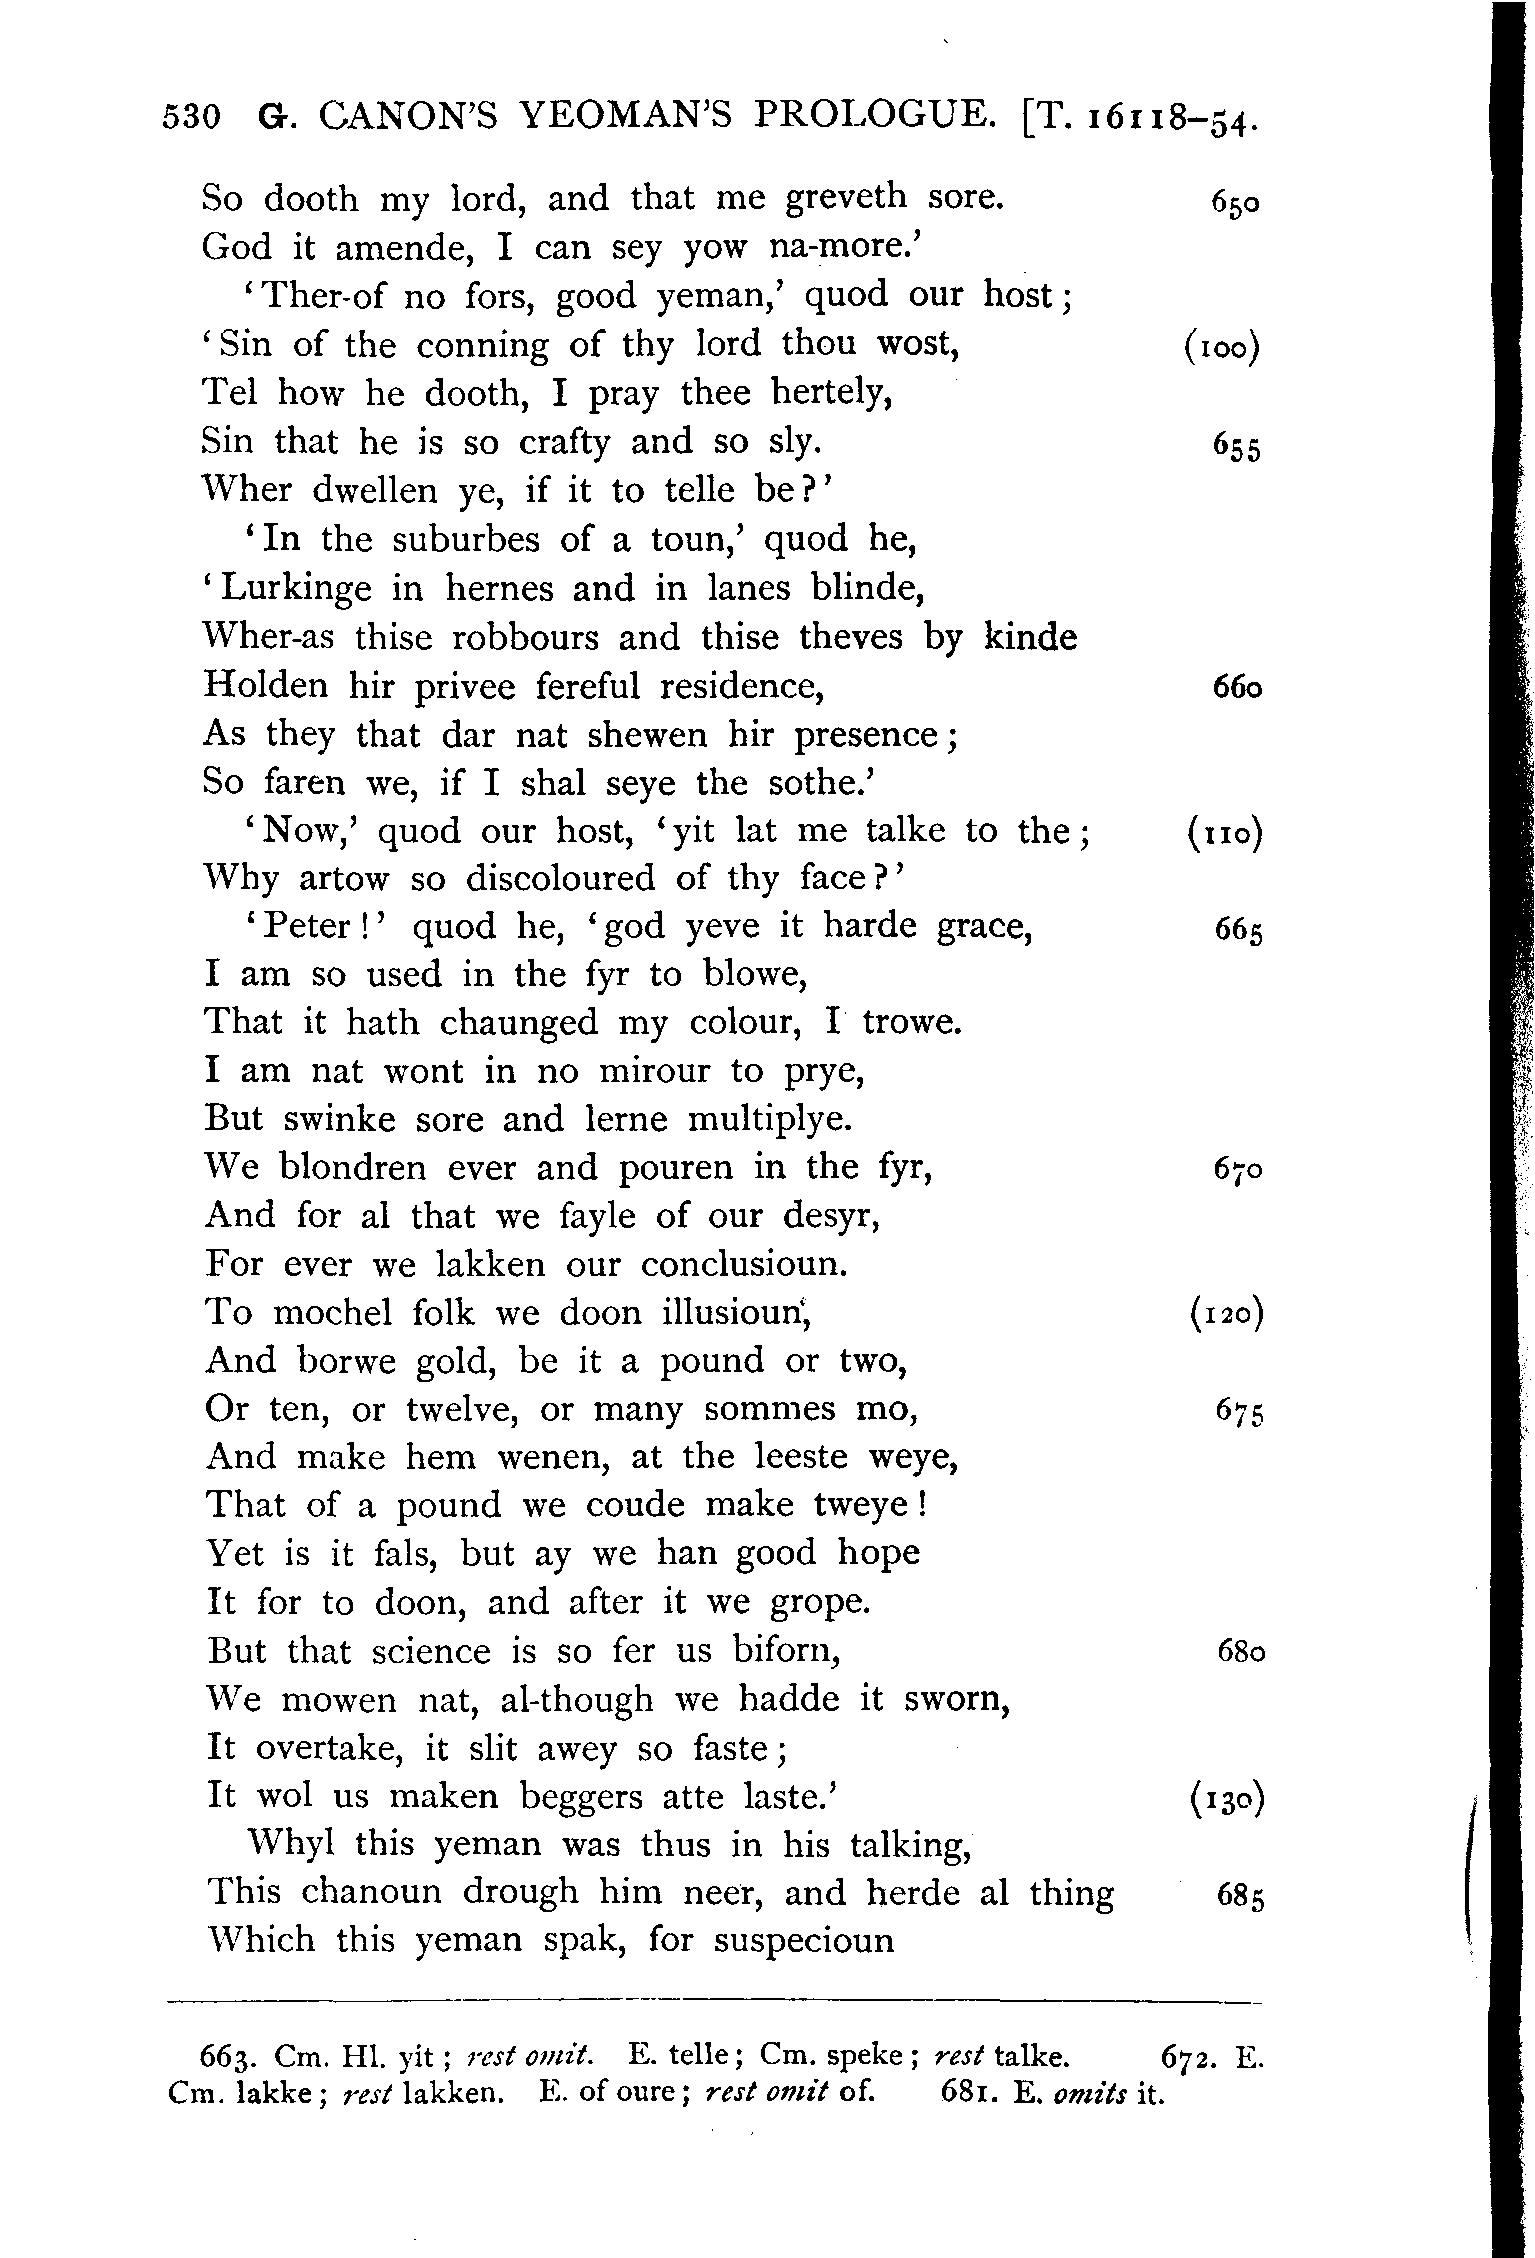 530 G. CANON'S YEOMAN'S PROLOGUE. [T. 16118-54.
So dooth my lord, and that me greveth sore. 650
God it amende, I can sey yow na-more.'
'Ther-of no fors, good yeman,' quod our host;
'Sin of the conning of thy lord thou wost, (100)
Tel how he dooth, I pray thee hertely,
Sin that he is so crafty and so sly. 655
Wher dwellen ye, if it to telle be?'
'In the suburbes of a toun,' quod he,
'Lurkinge in hernes and in lanes blinde,
Wher-as thise robbours and thise theves by kinde
Holden hir privee fereful residence, 660
As they that dar nat shewen hir presence;
So faren we, if I shal seye the sothe.'
'Now,' quod our host, 'yit lat me talke to the; (110)
Why artow so discoloured of thy face?'
'Peter!' quod he, 'god yeve it harde grace, 665
I am so used in the fyr to blowe,
That it hath chaunged my colour, I trowe.
I am nat wont in no mirour to prye,
But swinke sore and lerne multiplye.
We blondren ever and pouren in the fyr, 670
And for al that we fayle of our desyr,
For ever we lakken our conclusioun.
To mochel folk we doon illusioun, (120)
And borwe gold, be it a pound or two,
Or ten, or twelve, or many sommes mo, 675
And make hem wenen, at the leeste weye,
That of a pound we coude make tweye!
Yet is it fals, but ay we han good hope
It for to doon, and after it we grope.
But that science is so fer us biforn, 680
We mowen nat, al-though we hadde it sworn,
It overtake, it slit awey so faste;
It wol us maken beggers atte laste.' (130)
Whyl this yeman was thus in his talking,
This chanoun drough him neer, and herde al thing 685
Which this yeman spak, for suspecioun
663. Cm. Hl. yit; rest omit. E. telle; Cm. speke; rest talke. 672. E.
Cm. lakke; rest lakken. E. of oure; rest omit of. 681. E. omits it.